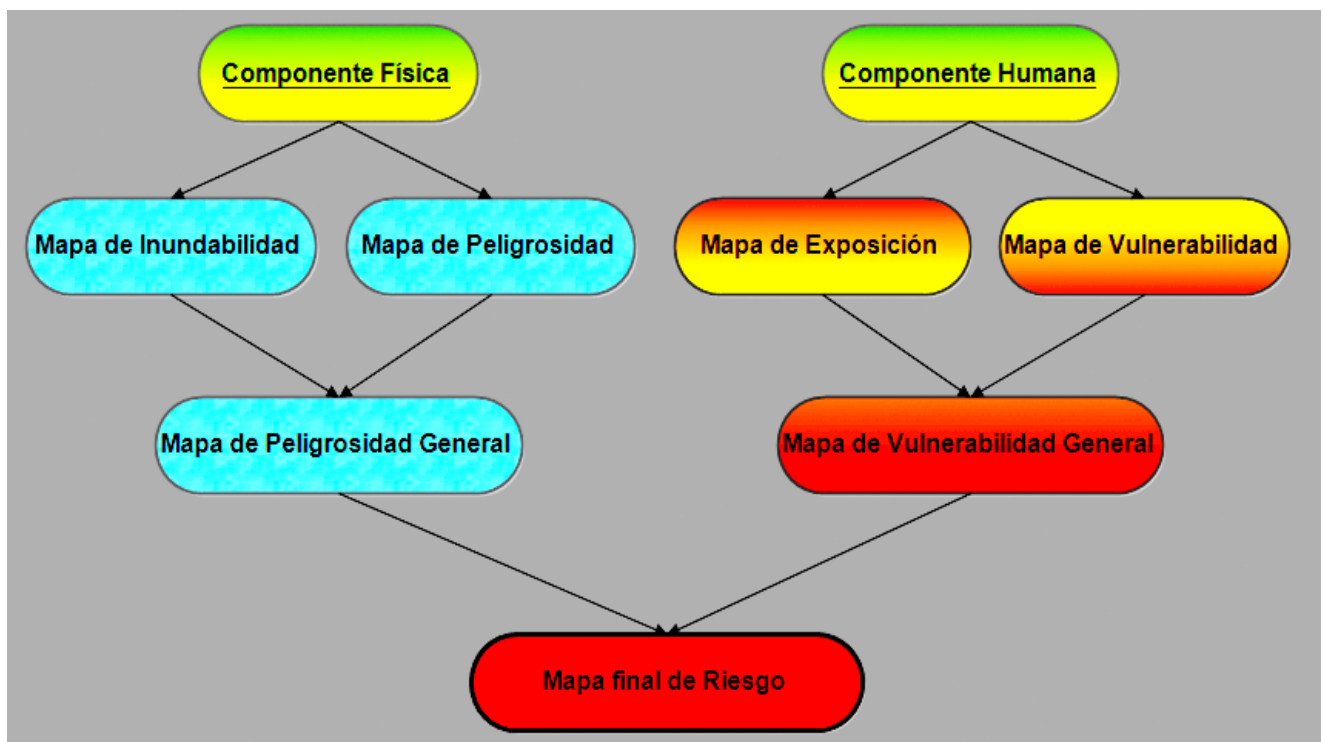 Componente Física
Componente Humana
Mapa de Inundabilidad
Mapa de Peligrosidad
Mapa de Exposición
Mapa de Vulnerabilidad
Mapa de Peligrosidad General
Mapa de Vulnerabilidad General
Mapa final de Riesgo